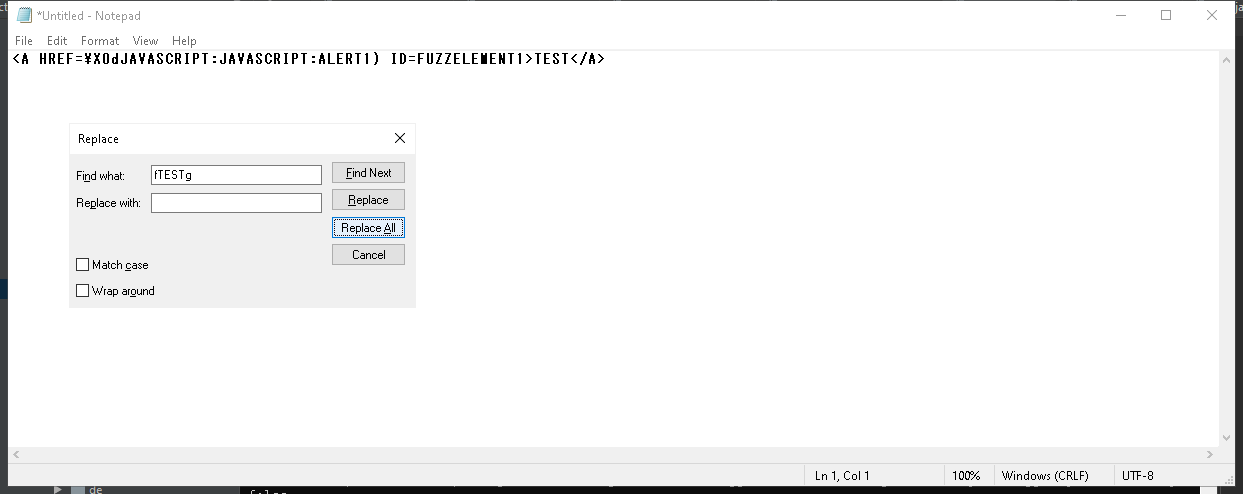 *Untitled - Notepad
File Edit Format View Help
<A HREF=¥X0dJAVASCRIPT:JAVASCRIPT:ALERT1) ID=FUZZELEMENT1>TEST</A>
Replace
Find what: fTESTg
Find Next
Replace with:
Replace
Replace All
Cancel
Match case
Wrap around
Ln 1, Col 1 100% Windows (CRLF) UTF-8
de